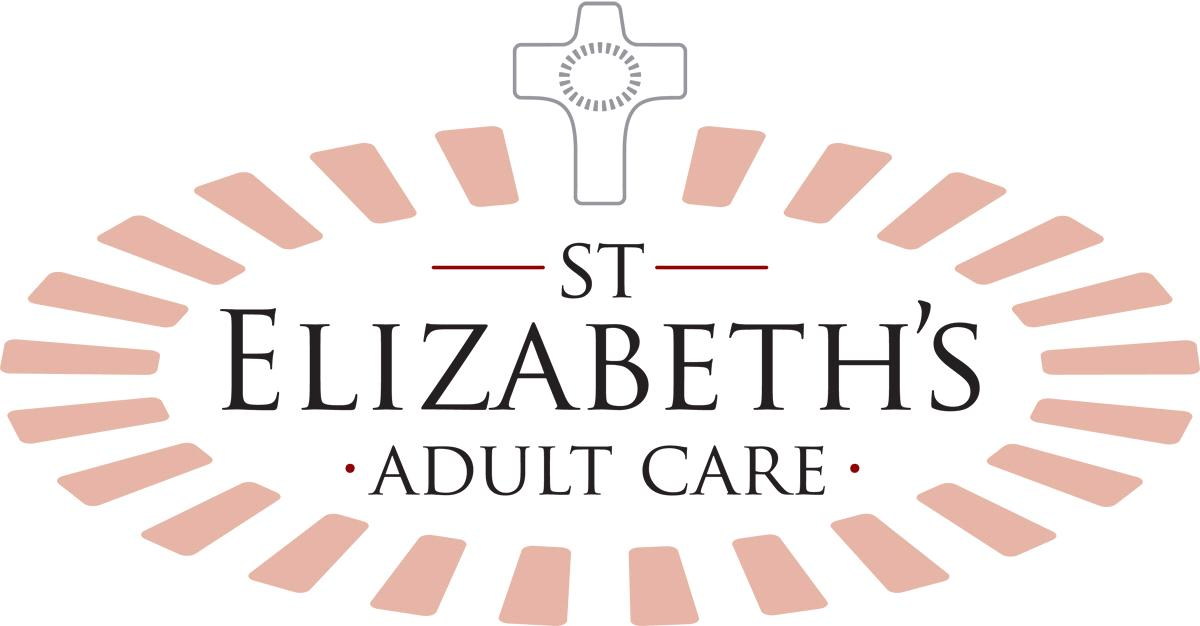 ST
ELIZABETH'S
· ADULT CARE ·